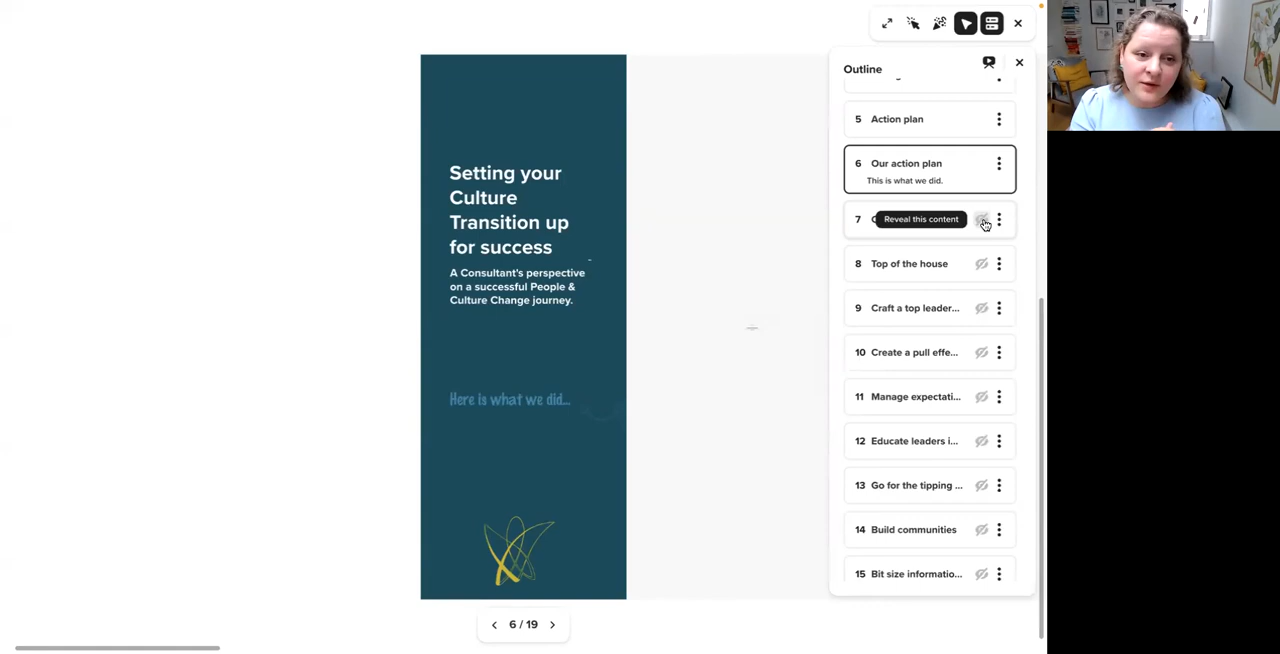 Outline
5 Action plan
6 Our action plan
This is what we did.
7 Reveal this content
8 Top of the house
9 Craft a top leader...
10 Create a pull effe...
11 Manage expectati...
12 Educate leaders i...
13 Go for the tipping ...
14 Build communities
15 Bit size informatio...
Setting your
Culture
Transition up
for success
A Consultant's perspective
on a successful People &
Culture Change journey.
Here is what we did...
6 / 19